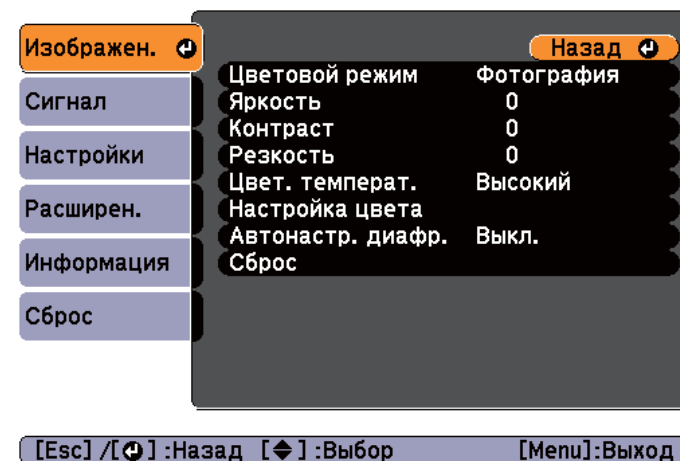 Изображен.
Сигнал
Настройки
Расширен.
Информация
Сброс
Назад
Цветовой режим Фотография
Яркость 0
Контраст 0
Резкость 0
Цвет. температ. Высокий
Настройка цвета
Автонастр. диафр. Выкл.
Сброс
[Esc] /[ ] :Назад [ ] :Выбор [Menu]:Выход